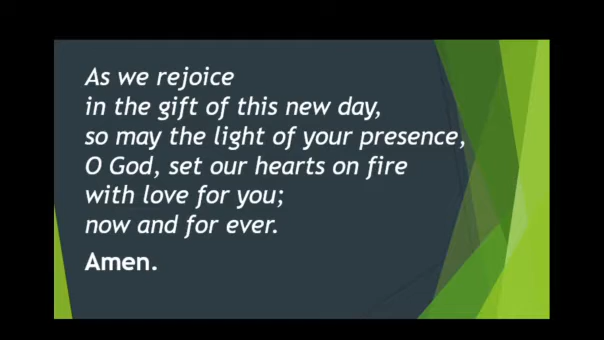 As we rejoice
in the gift of this new day,
so may the light of your presence,
O God, set our hearts on fire
with love for you;
now and for ever.
Amen.